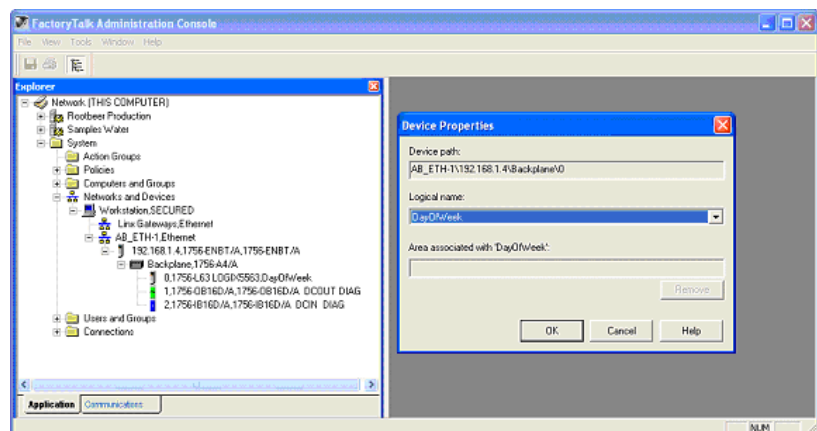 FactoryTalk Administration Console
File View Tools Window Help
Explorer
Network (THIS COMPUTER)
Rootbeer Production
Samples Water
System
Action Groups
Policies
Computers and Groups
Networks and Devices
Workstation,SECURED
Linx Gateways,Ethernet
AB_ETH-1,Ethernet
192.168.1.4,1756-ENBT/A,1756-ENBT/A
Backplane,1756-A4/A
0,1756-L63 LOGIX5563,DayOfWeek
1,1756-OB16D/A,1756-OB16D/A DCOUT DIAG
2,1756-IB16D/A,1756-IB16D/A DCIN DIAG
Users and Groups
Connections
Application Communications
Device Properties
Device path:
AB_ETH-1\192.168.1.4\Backplane\0
Logical name:
DayOfWeek
Area associated with 'DayOfWeek':
Remove
OK Cancel Help
NUM